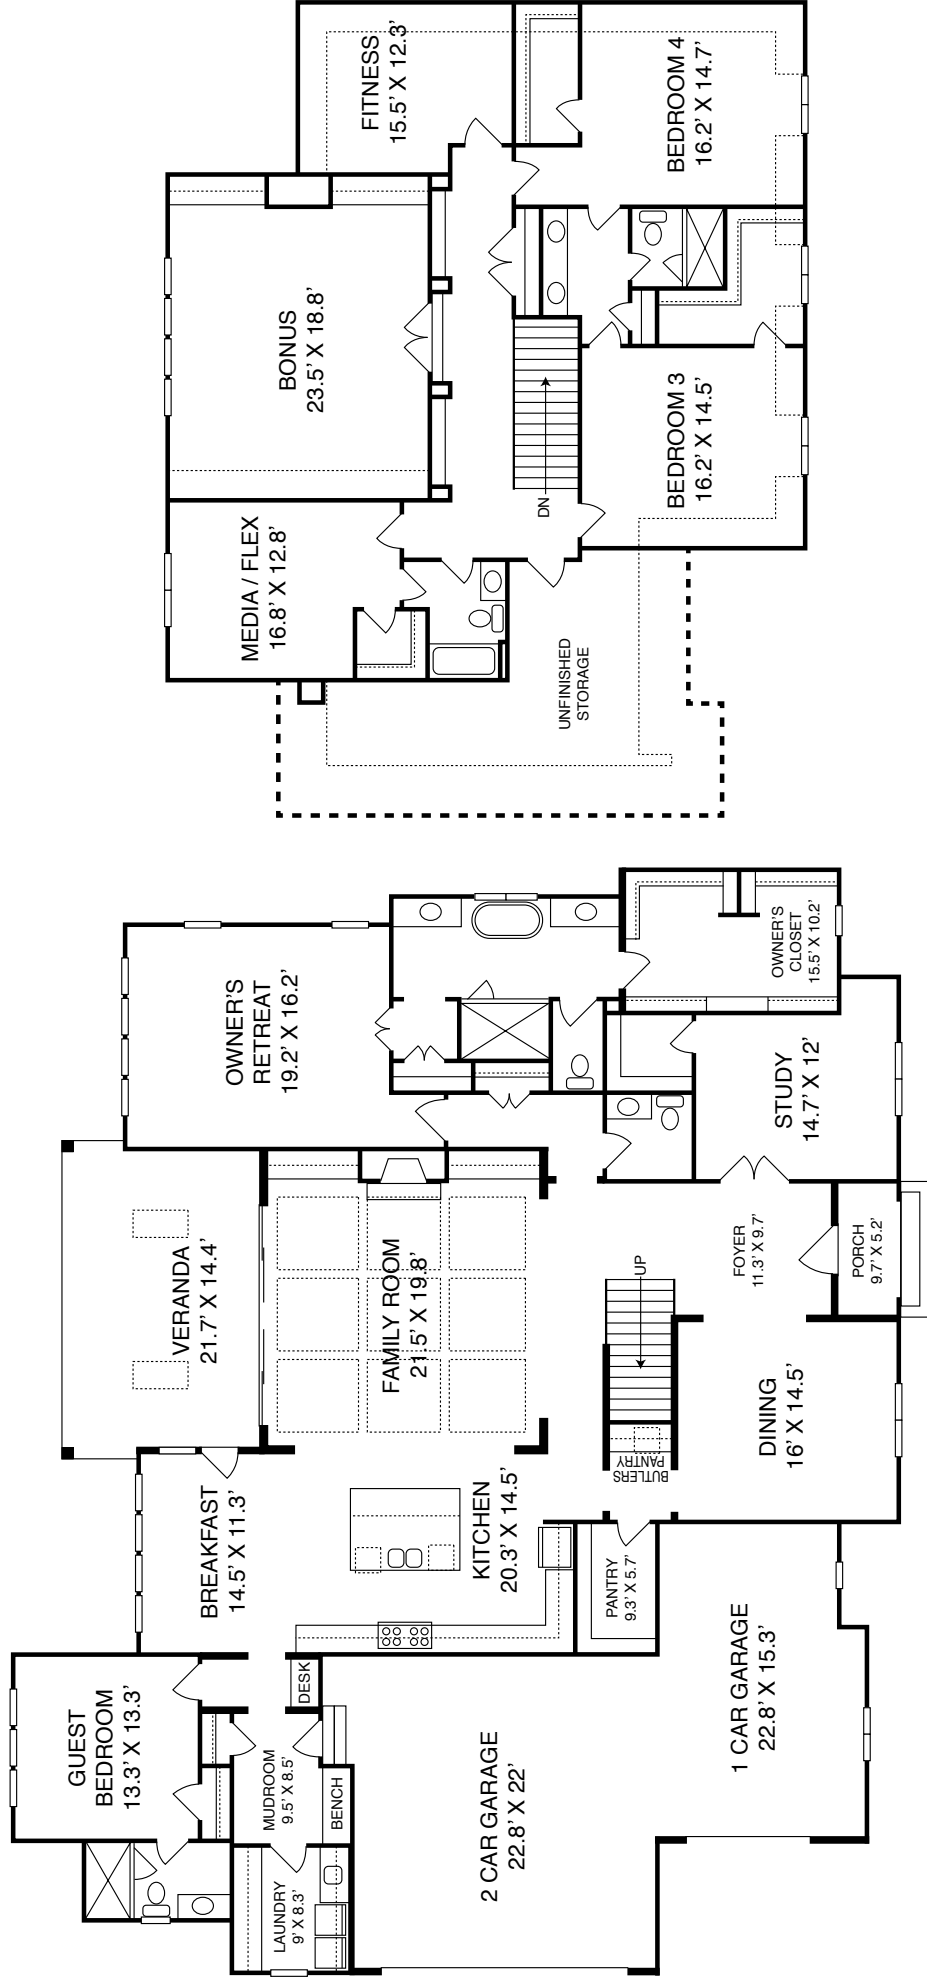 FITNESS
15.5' X 12.3'
BEDROOM 4
16.2' X 14.7'
BONUS
23.5' X 18.8'
BEDROOM 3
16.2' X 14.5'
DN
MEDIA / FLEX
16.8' X 12.8'
UNFINISHED
STORAGE
OWNER'S
RETREAT
19.2' X 16.2'
OWNER'S
CLOSET
15.5' X 10.2'
STUDY
14.7' X 12'
VERANDA
21.7' X 14.4'
FAMILY ROOM
21.5' X 19.8'
UP
FOYER
11.3' X 9.7'
PORCH
9.7' X 5.2'
DINING
16' X 14.5'
BUTLERS
PANTRY
BREAKFAST
14.5' X 11.3'
KITCHEN
20.3' X 14.5'
PANTRY
9.3' X 5.7'
GUEST
BEDROOM
13.3' X 13.3'
DESK
MUDROOM
9.5' X 8.5'
BENCH
LAUNDRY
9' X 8.3'
2 CAR GARAGE
22.8' X 22'
1 CAR GARAGE
22.8' X 15.3'